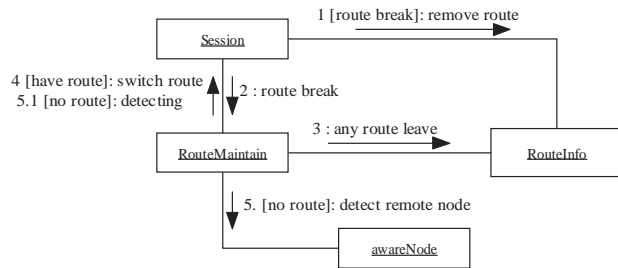 1 [route break]: remove route
Session
4 [have route]: switch route
5.1 [no route]: detecting
2 : route break
3 : any route leave
RouteMaintain
RouteInfo
5. [no route]: detect remote node
awareNode